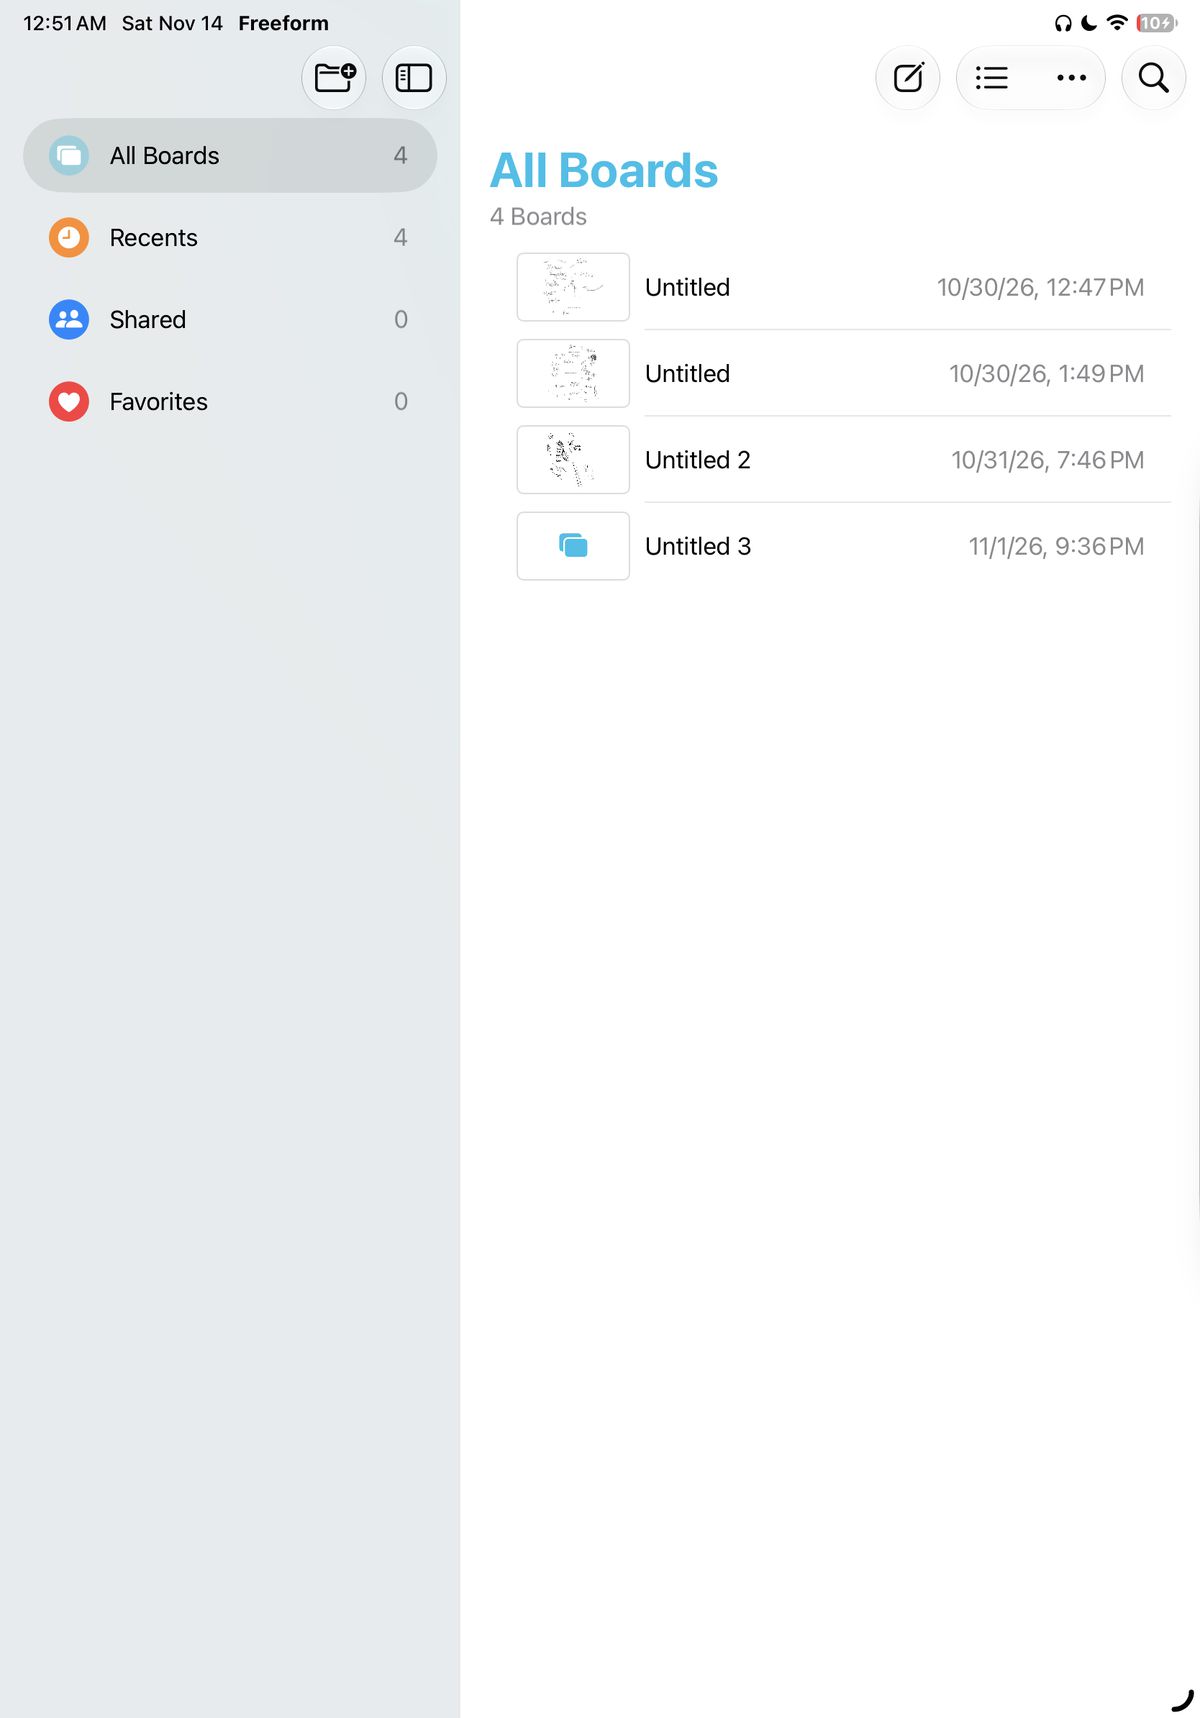 12:51 AM Sat Nov 14 Freeform
10
All Boards 4
Recents 4
Shared 0
Favorites 0
All Boards
4 Boards
Untitled 10/30/26, 12:47 PM
Untitled 10/30/26, 1:49 PM
Untitled 2 10/31/26, 7:46 PM
Untitled 3 11/1/26, 9:36 PM